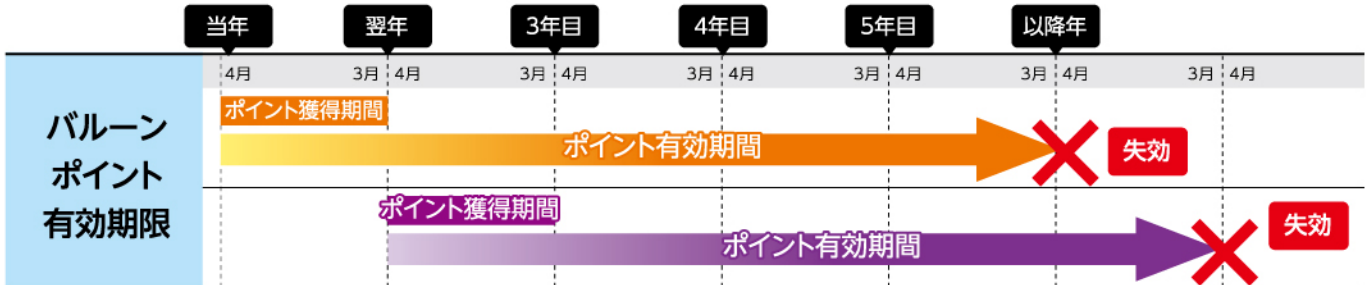 当年 翌年 3年目 4年目 5年目 以降年
4月 3月 4月 3月 4月 3月 4月 3月 4月 3月 4月 3月 4月
バルーン
ポイント
有効期限
ポイント獲得期間
ポイント有効期間
失効
ポイント獲得期間
ポイント有効期間
失効